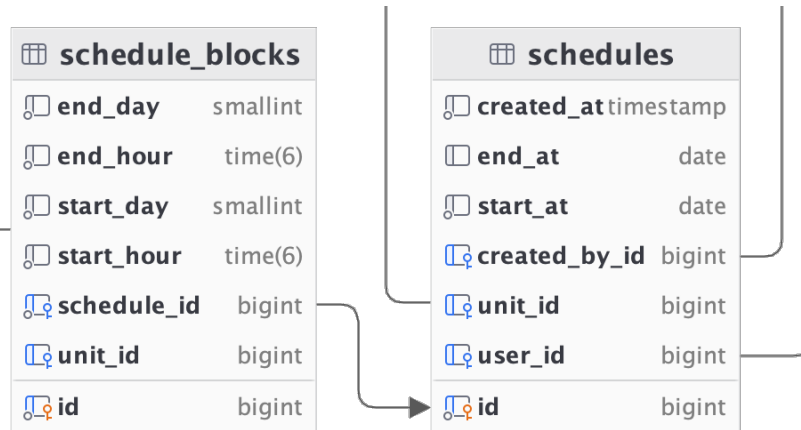 schedule_blocks
end_day smallint
end_hour time(6)
start_day smallint
start_hour time(6)
schedule_id bigint
unit_id bigint
id bigint
schedules
created_at timestamp
end_at date
start_at date
created_by_id bigint
unit_id bigint
user_id bigint
id bigint